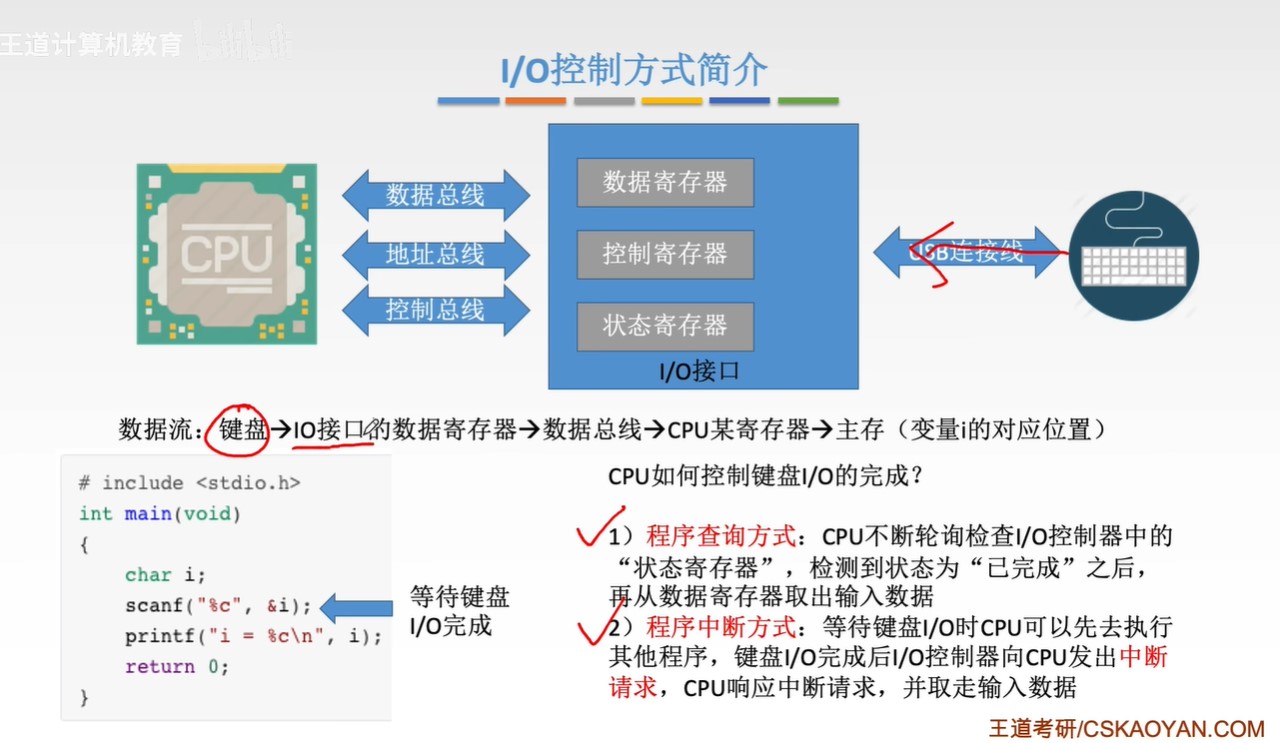 王道计算机教育
I/O控制方式简介
CPU
数据总线
地址总线
控制总线
数据寄存器
控制寄存器
状态寄存器
I/O接口
USB连接线
数据流：键盘→IO接口的数据寄存器→数据总线→CPU某寄存器→主存（变量i的对应位置）
# include <stdio.h>
int main(void)
{
char i;
scanf("%c", &i);
printf("i = %c\n", i);
return 0;
}
等待键盘
I/O完成
CPU如何控制键盘I/O的完成？
1）程序查询方式：CPU不断轮询检查I/O控制器中的
“状态寄存器”，检测到状态为“已完成”之后，
再从数据寄存器取出输入数据
2）程序中断方式：等待键盘I/O时CPU可以先去执行
其他程序，键盘I/O完成后I/O控制器向CPU发出中断
请求，CPU响应中断请求，并取走输入数据
王道考研/CSKAOYAN.COM